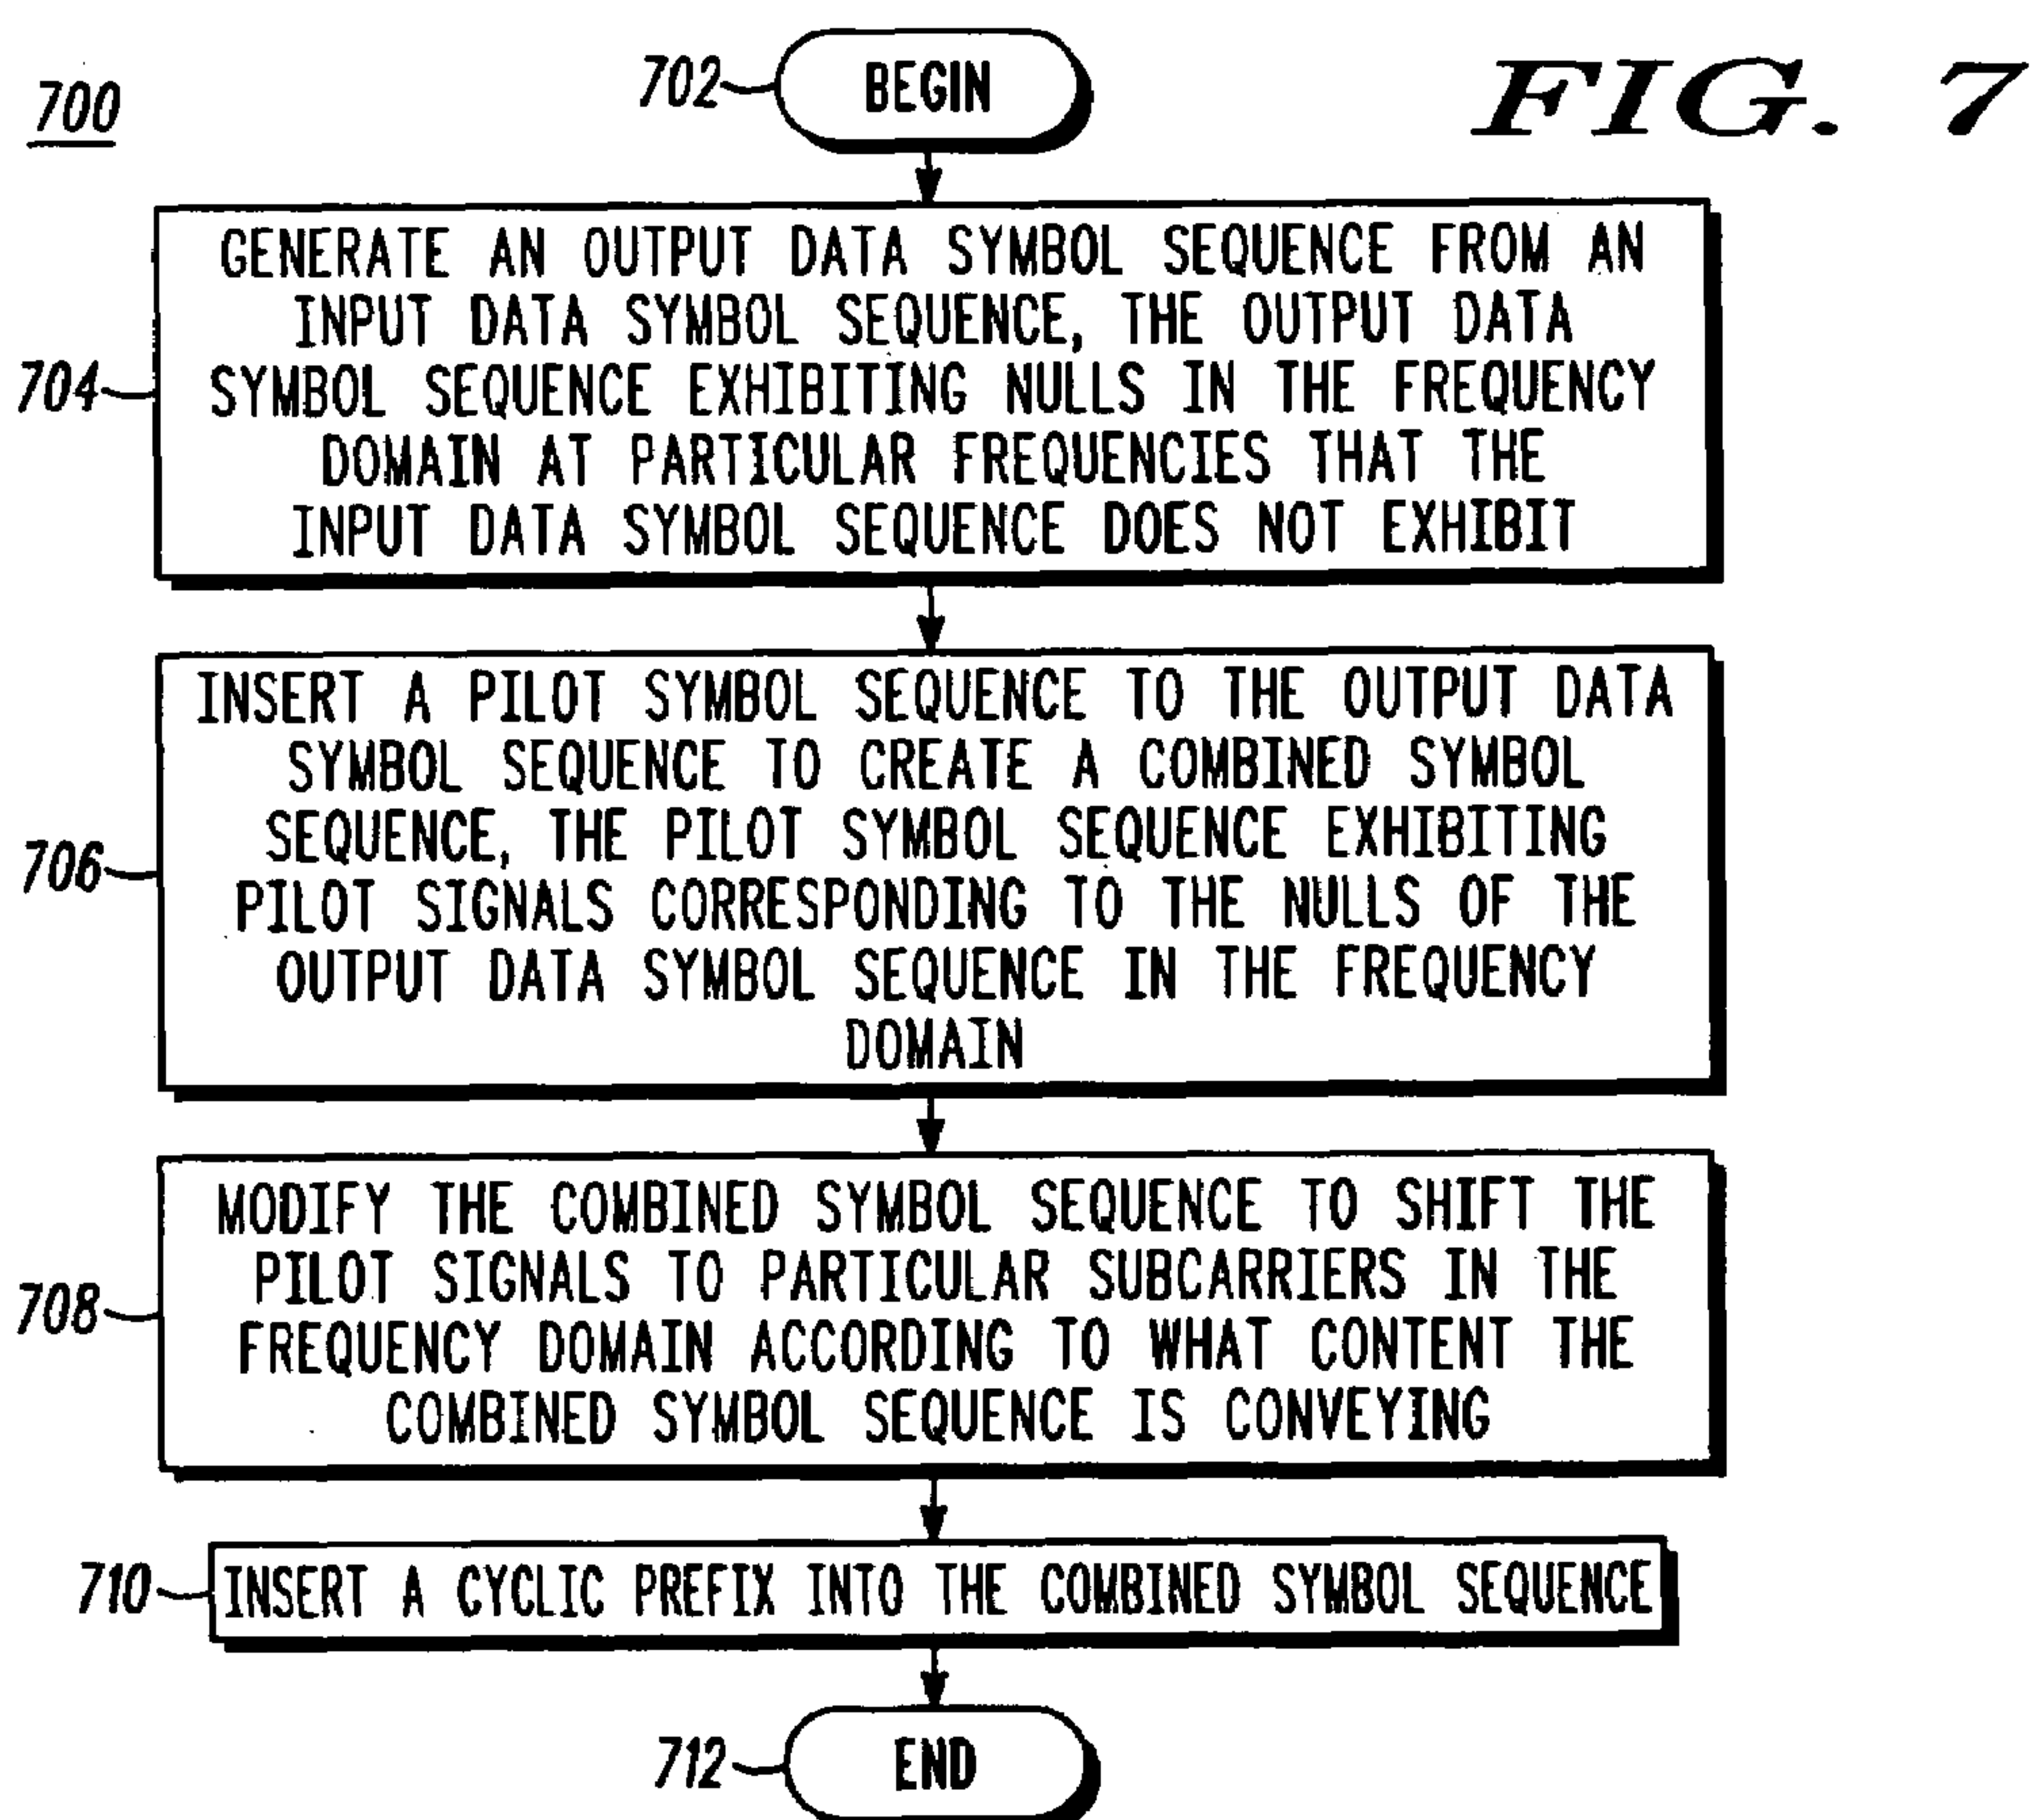 700
702
BEGIN
FIG. 7
704
GENERATE AN OUTPUT DATA SYMBOL SEQUENCE FROM AN
INPUT DATA SYMBOL SEQUENCE, THE OUTPUT DATA
SYMBOL SEQUENCE EXHIBITING NULLS IN THE FREQUENCY
DOMAIN AT PARTICULAR FREQUENCIES THAT THE
INPUT DATA SYMBOL SEQUENCE DOES NOT EXHIBIT
706
INSERT A PILOT SYMBOL SEQUENCE TO THE OUTPUT DATA
SYMBOL SEQUENCE TO CREATE A COMBINED SYMBOL
SEQUENCE, THE PILOT SYMBOL SEQUENCE EXHIBITING
PILOT SIGNALS CORRESPONDING TO THE NULLS OF THE
OUTPUT DATA SYMBOL SEQUENCE IN THE FREQUENCY
DOMAIN
708
MODIFY THE COMBINED SYMBOL SEQUENCE TO SHIFT THE
PILOT SIGNALS TO PARTICULAR SUBCARRIERS IN THE
FREQUENCY DOMAIN ACCORDING TO WHAT CONTENT THE
COMBINED SYMBOL SEQUENCE IS CONVEYING
710
INSERT A CYCLIC PREFIX INTO THE COMBINED SYMBOL SEQUENCE
712
END